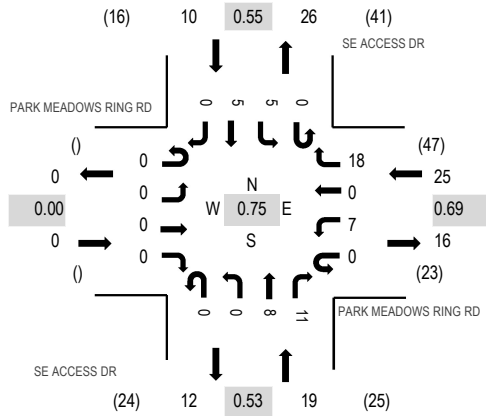 (16) 10 0.55 26 (41)
SE ACCESS DR
PARK MEADOWS RING RD
0 5 5 0
() (47)
0 0 18 25
N
0 0
0.00 W 0.75 E 0.69
0 7
S
0 0 0 16
() (23)
0 0 8 11
PARK MEADOWS RING RD
SE ACCESS DR
(24) 12 0.53 19 (25)